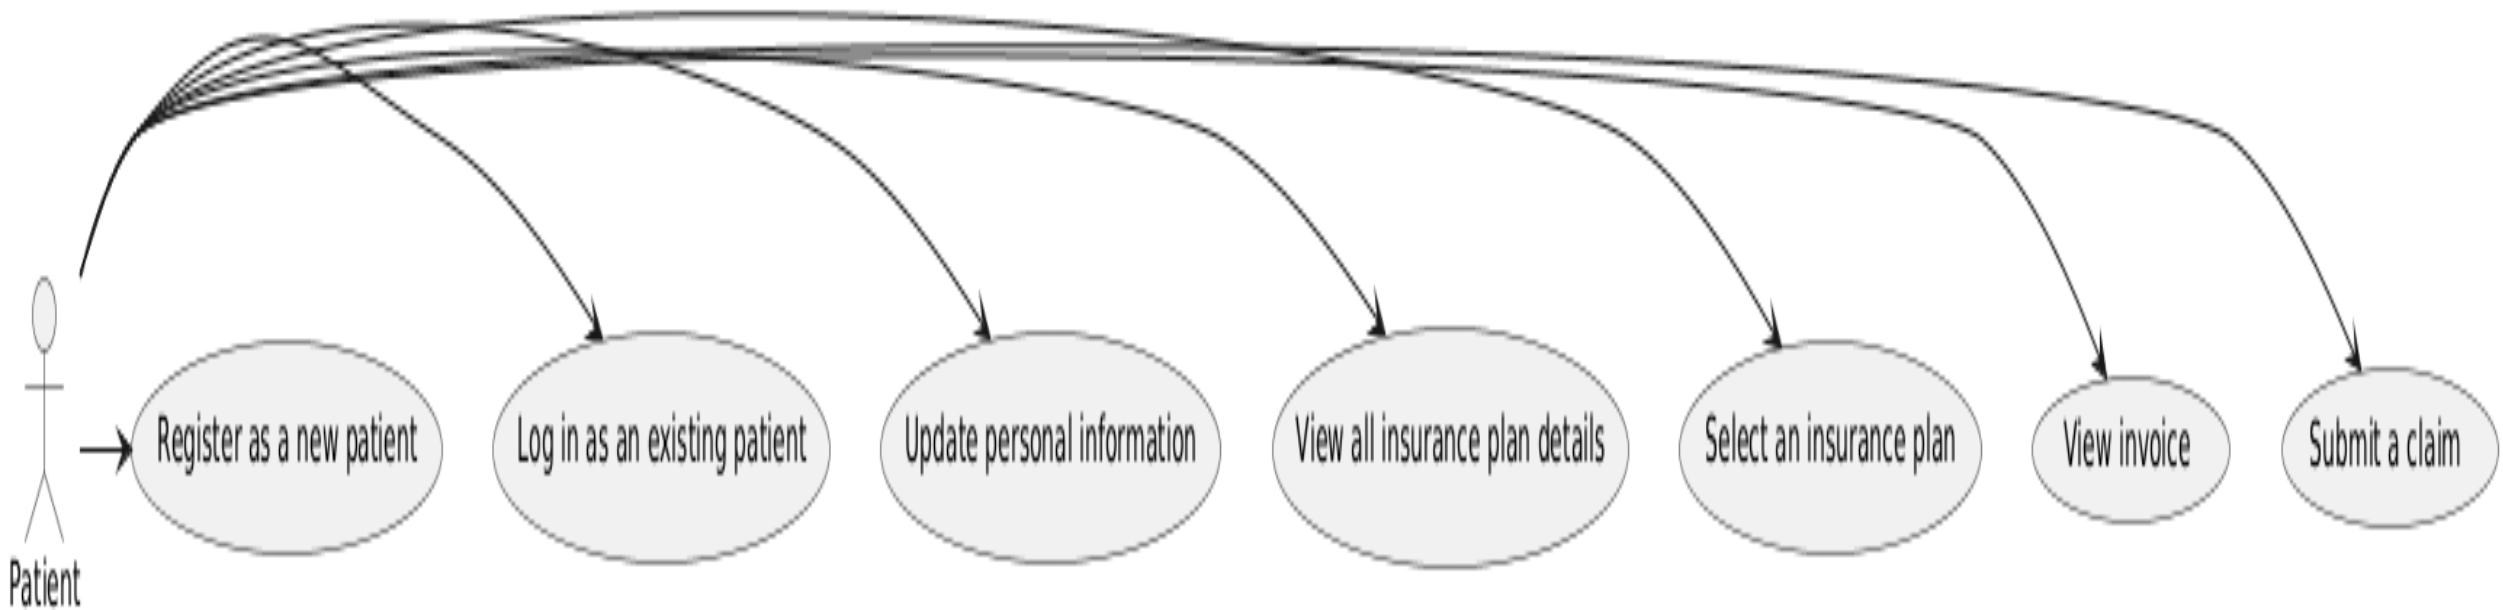 Register as a new patient
Log in as an existing patient
Update personal information
View all insurance plan details
Select an insurance plan
View invoice
Submit a claim
Patient